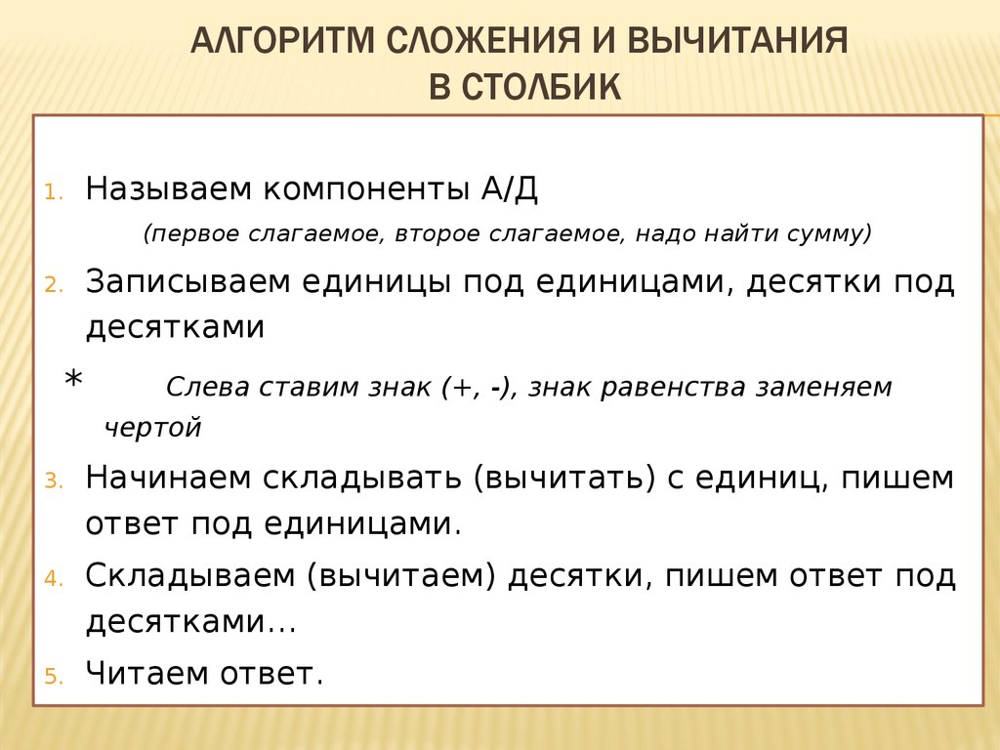 АЛГОРИТМ СЛОЖЕНИЯ И ВЫЧИТАНИЯ
В СТОЛБИК
1. Называем компоненты А/Д
(первое слагаемое, второе слагаемое, надо найти сумму)
2. Записываем единицы под единицами, десятки под
десятками
* Слева ставим знак (+, -), знак равенства заменяем
чертой
3. Начинаем складывать (вычитать) с единиц, пишем
ответ под единицами.
4. Складываем (вычитаем) десятки, пишем ответ под
десятками…
5. Читаем ответ.